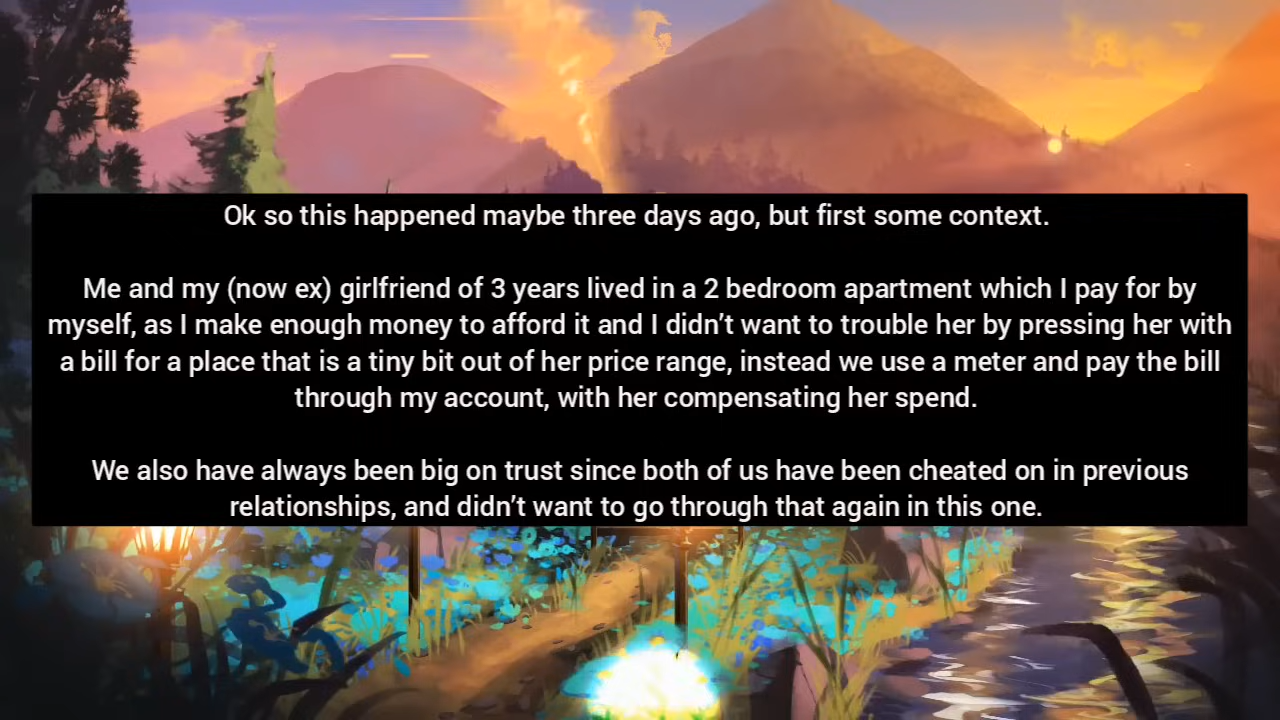 Ok so this happened maybe three days ago, but first some context.
Me and my (now ex) girlfriend of 3 years lived in a 2 bedroom apartment which I pay for by
myself, as I make enough money to afford it and I didn’t want to trouble her by pressing her with
a bill for a place that is a tiny bit out of her price range, instead we use a meter and pay the bill
through my account, with her compensating her spend.
We also have always been big on trust since both of us have been cheated on in previous
relationships, and didn’t want to go through that again in this one.